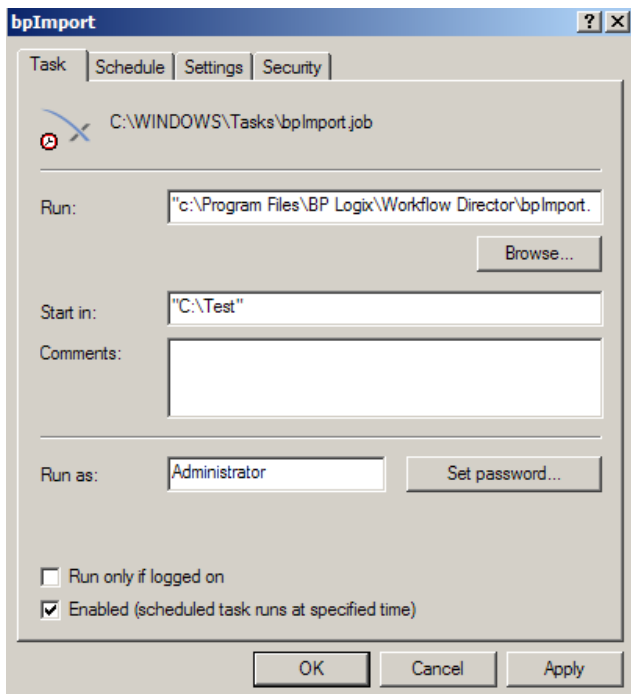 bpImport
Task Schedule Settings Security
C:\WINDOWS\Tasks\bpImport.job
Run: "c:\Program Files\BP Logix\Workflow Director\bpImport.
Browse...
Start in: "C:\Test"
Comments:
Run as: Administrator Set password...
Run only if logged on
Enabled (scheduled task runs at specified time)
OK Cancel Apply